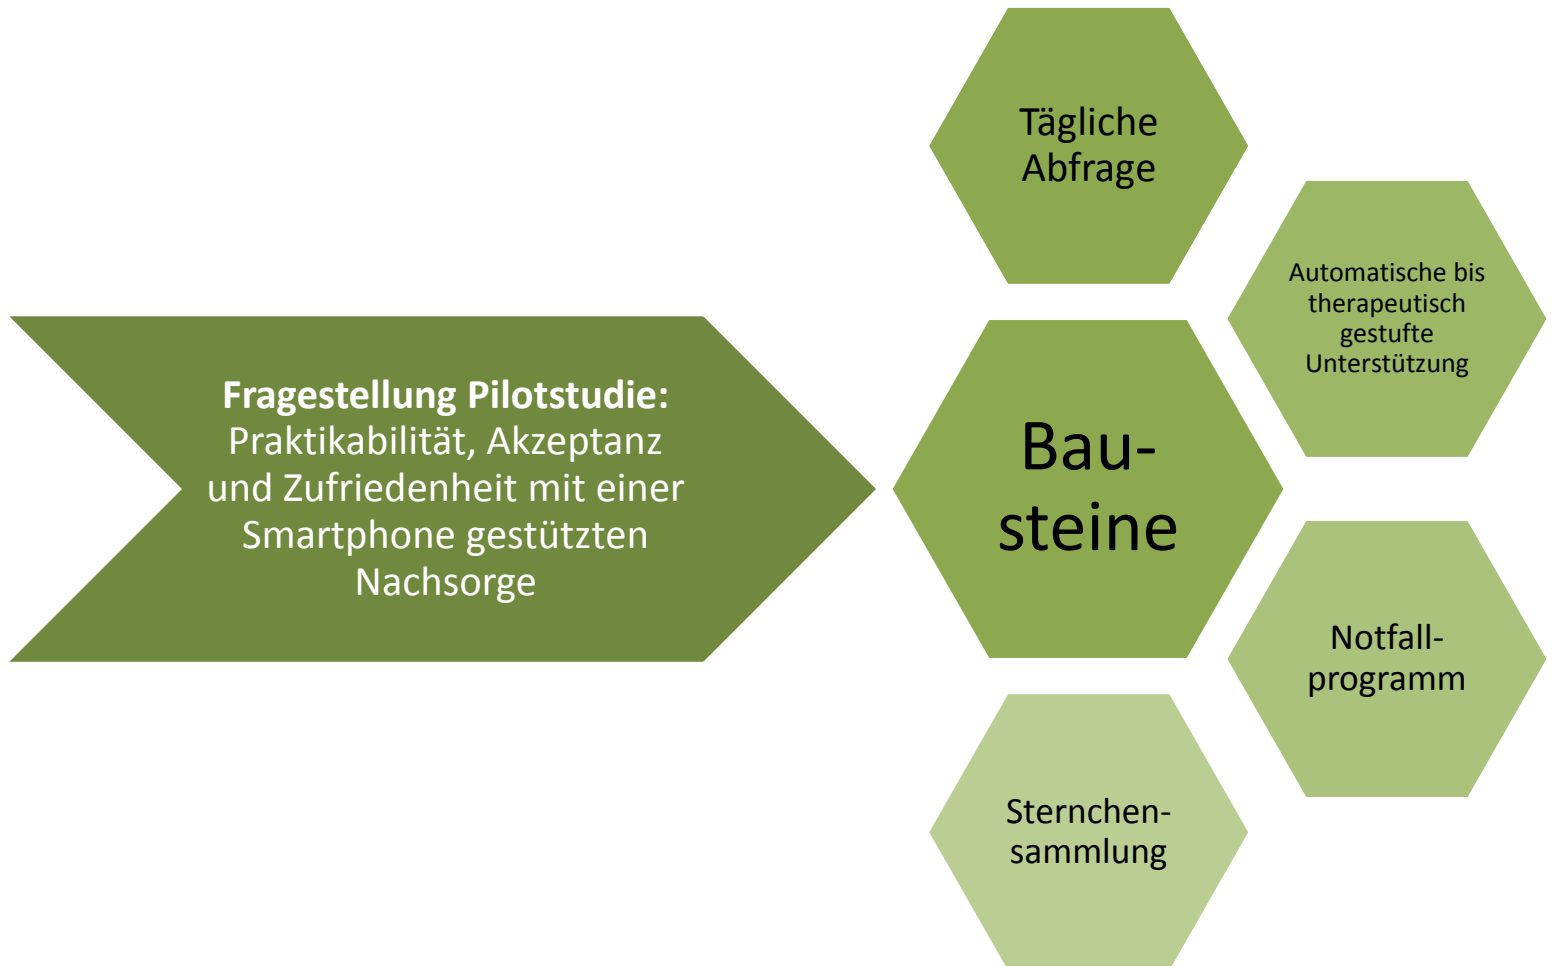 Fragestellung Pilotstudie:
Praktikabilität, Akzeptanz
und Zufriedenheit mit einer
Smartphone gestützten
Nachsorge
Tägliche
Abfrage
Automatische bis
therapeutisch
gestufte
Unterstützung
Bau-
steine
Notfall-
programm
Sternchen-
sammlung